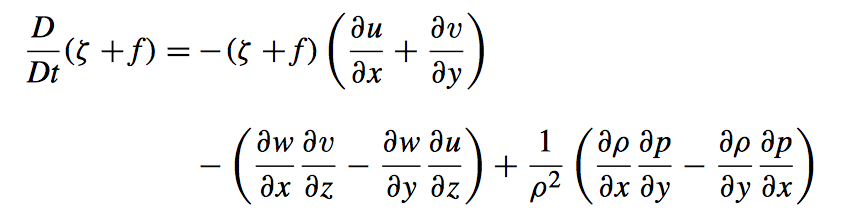 D/Dt (ζ + f) = − (ζ + f) (∂u/∂x + ∂v/∂y)
− (∂w/∂x ∂v/∂z − ∂w/∂y ∂u/∂z) + 1/ρ² (∂ρ/∂x ∂p/∂y − ∂ρ/∂y ∂p/∂x)